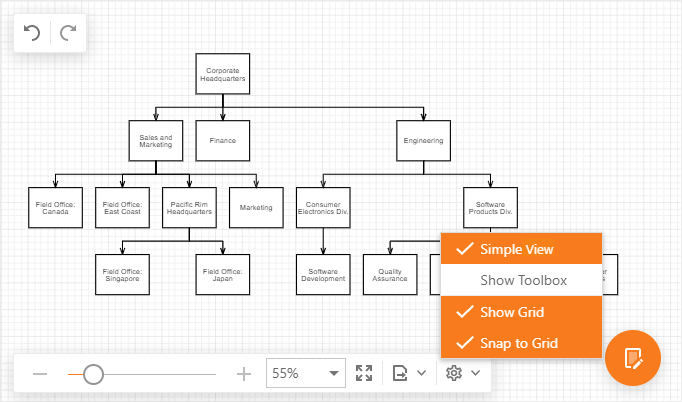 Corporate
Headquarters
Sales and
Marketing
Finance
Engineering
Field Office:
Canada
Field Office:
East Coast
Pacific Rim
Headquarters
Marketing
Consumer
Electronics Div.
Software
Products Div.
Field Office:
Singapore
Field Office:
Japan
Software
Development
Quality
Assurance
Simple View
Show Toolbox
Show Grid
Snap to Grid
55%